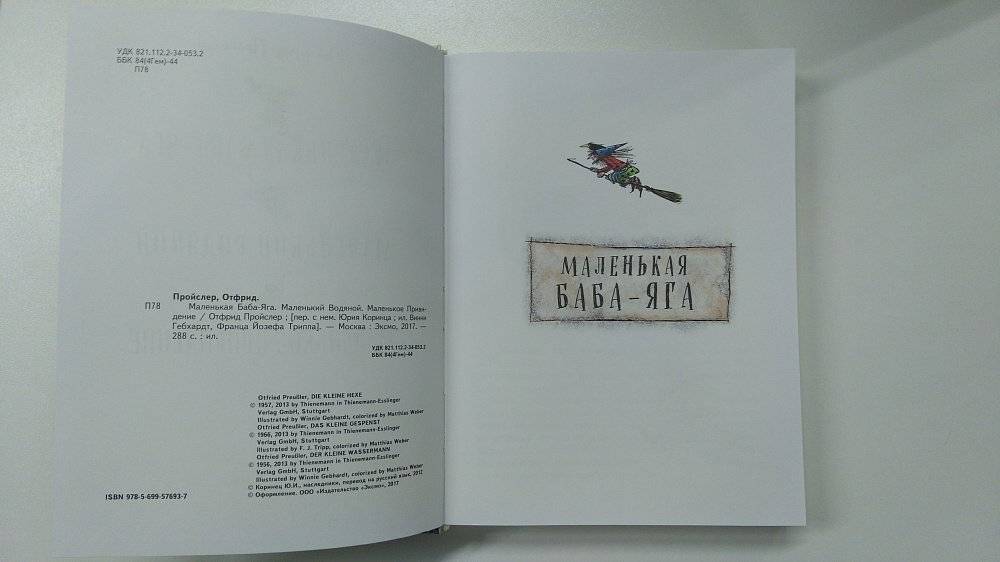 УДК 821.112.2-34-053.2
ББК 84(4Гем)-44
П78
Пройслер, Отфрид.
П78 Маленькая Баба-Яга. Маленький Водяной. Маленькое Приви-
дение / Отфрид Пройслер ; [пер. с нем. Юрия Коринца ; ил. Винни
Гебхардт, Франца Йозефа Триппа]. — Москва : Эксмо, 2017. —
288 с. : ил.
УДК 821.112.2-34-053.2
ББК 84(4Гем)-44
Otfried Preußler, DIE KLEINE HEXE
© 1957, 2013 by Thienemann in Thienemann-Esslinger
Verlag GmbH, Stuttgart
Illustrated by Winnie Gebhardt, colorized by Matthias Weber
Otfried Preußler, DAS KLEINE GESPENST
© 1966, 2013 by Thienemann in Thienemann-Esslinger
Verlag GmbH, Stuttgart
Illustrated by F. J. Tripp, colorized by Mathias Weber
Otfried Preußler, DER KLEINE WASSERMANN
© 1956, 2013 by Thienemann in Thienemann-Esslinger
Verlag GmbH, Stuttgart
Illustrated by Winnie Gebhardt, colorized by Mathias Weber
© Коринец Ю.И., наследники, перевод на русский язык, 2012
© Оформление. ООО «Издательство «Эксмо», 2017
ISBN 978-5-699-57693-7
МАЛЕНЬКАЯ
БАБА-ЯГА